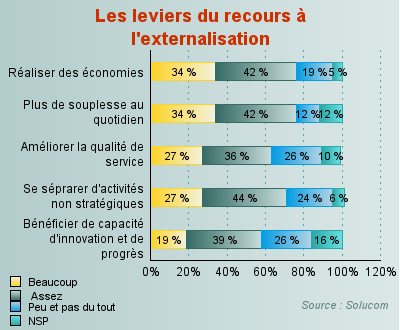 Les leviers du recours à
l'externalisation
Réaliser des économies
34 % 42 % 19 % 5 %
Plus de souplesse au
quotidien
34 % 42 % 12 % 12 %
Améliorer la qualité de
service
27 % 36 % 26 % 10 %
Se séprarer d'activités
non stratégiques
27 % 44 % 24 % 6 %
Bénéficier de capacité
d'innovation et de
progrès
19 % 39 % 26 % 16 %
0% 20% 40% 60% 80% 100% 120%
Beaucoup
Assez
Peu et pas du tout
NSP
Source : Solucom